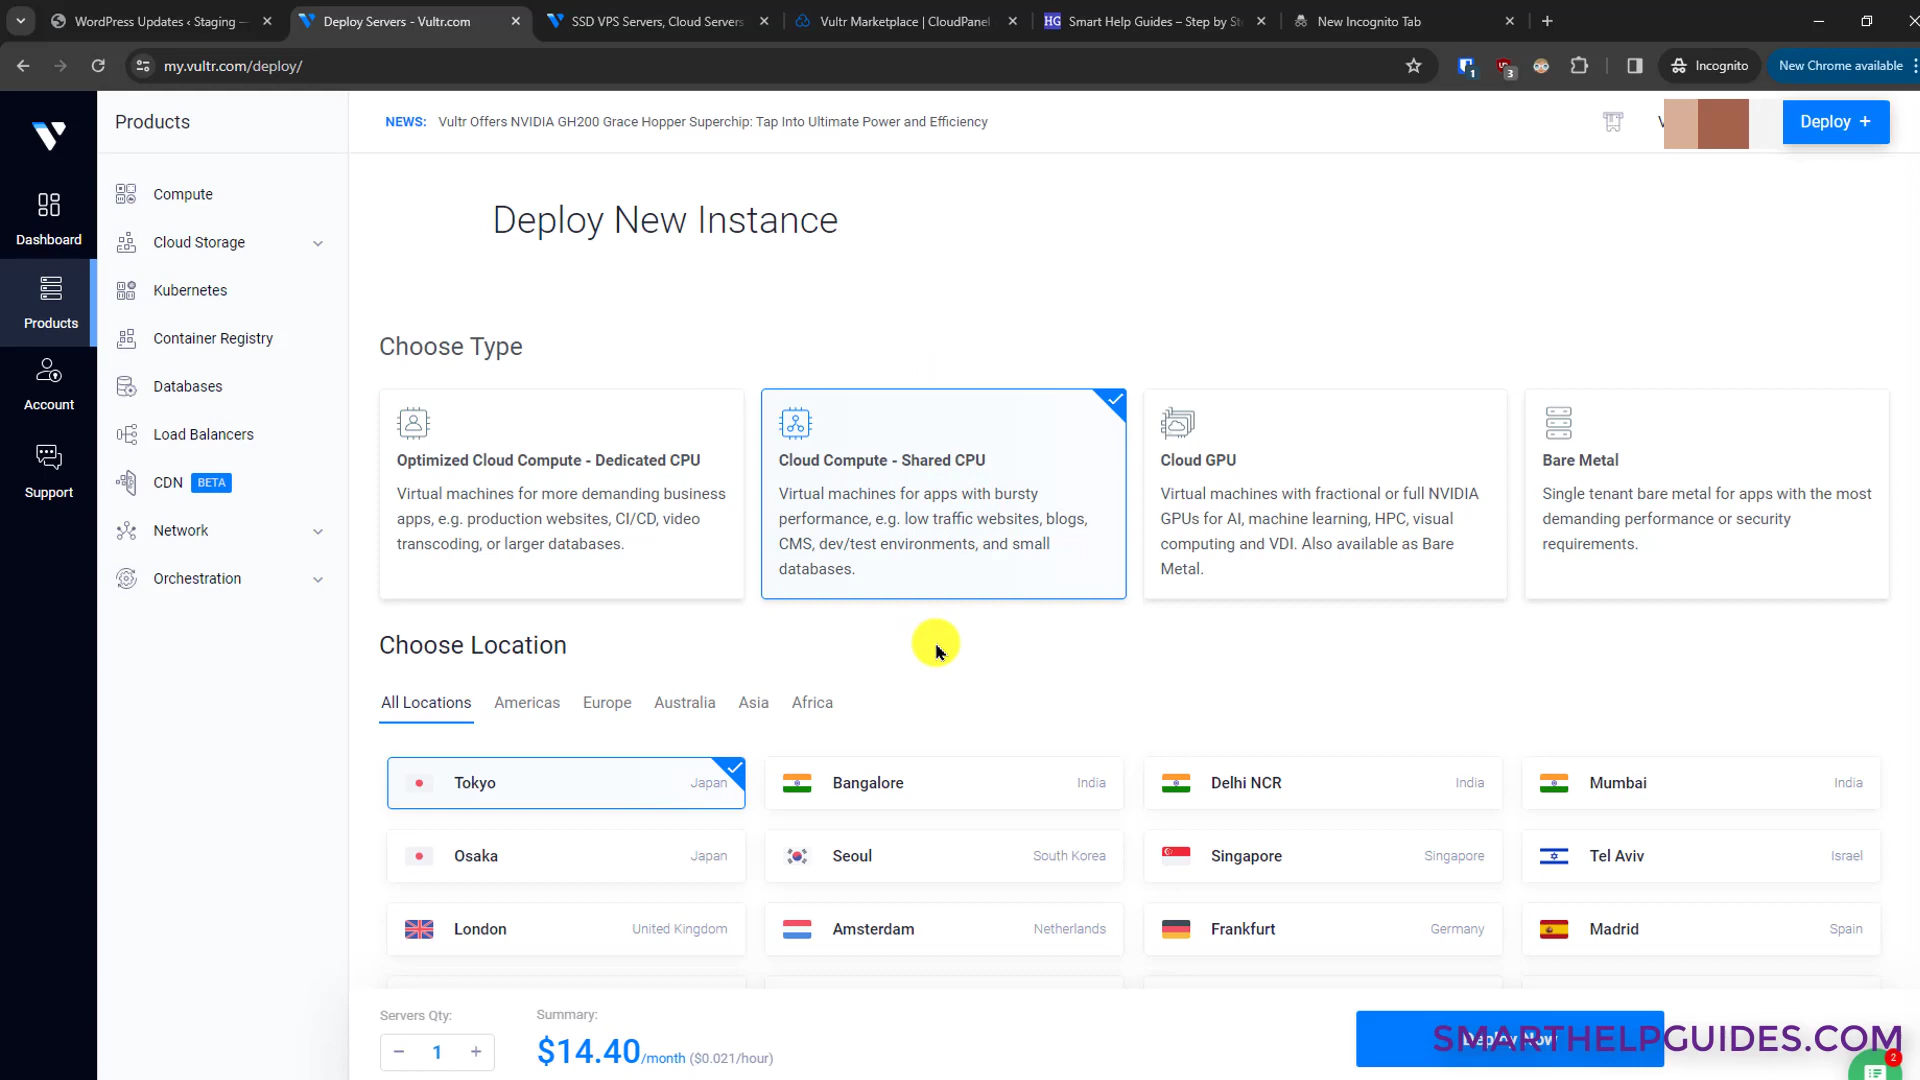 WordPress Updates ‹ Staging —
Deploy Servers - Vultr.com
SSD VPS Servers, Cloud Servers
Vultr Marketplace | CloudPanel
HG
Smart Help Guides – Step by St
New Incognito Tab
my.vultr.com/deploy/
1
3
Incognito
New Chrome available
Products
NEWS: Vultr Offers NVIDIA GH200 Grace Hopper Superchip: Tap Into Ultimate Power and Efficiency
V
Deploy +
Dashboard
Products
Account
Support
Compute
Cloud Storage
Kubernetes
Container Registry
Databases
Load Balancers
CDN BETA
Network
Orchestration
Deploy New Instance
Choose Type
Optimized Cloud Compute - Dedicated CPU
Virtual machines for more demanding business
apps, e.g. production websites, CI/CD, video
transcoding, or larger databases.
Cloud Compute - Shared CPU
Virtual machines for apps with bursty
performance, e.g. low traffic websites, blogs,
CMS, dev/test environments, and small
databases.
Cloud GPU
Virtual machines with fractional or full NVIDIA
GPUs for AI, machine learning, HPC, visual
computing and VDI. Also available as Bare
Metal.
Bare Metal
Single tenant bare metal for apps with the most
demanding performance or security
requirements.
Choose Location
All Locations Americas Europe Australia Asia Africa
Tokyo Japan
Bangalore India
Delhi NCR India
Mumbai India
Osaka Japan
Seoul South Korea
Singapore Singapore
Tel Aviv Israel
London United Kingdom
Amsterdam Netherlands
Frankfurt Germany
Madrid Spain
Servers Qty:
− 1 +
Summary:
$14.40/month ($0.021/hour)
Deploy Now
SMARTHELPGUIDES.COM
2